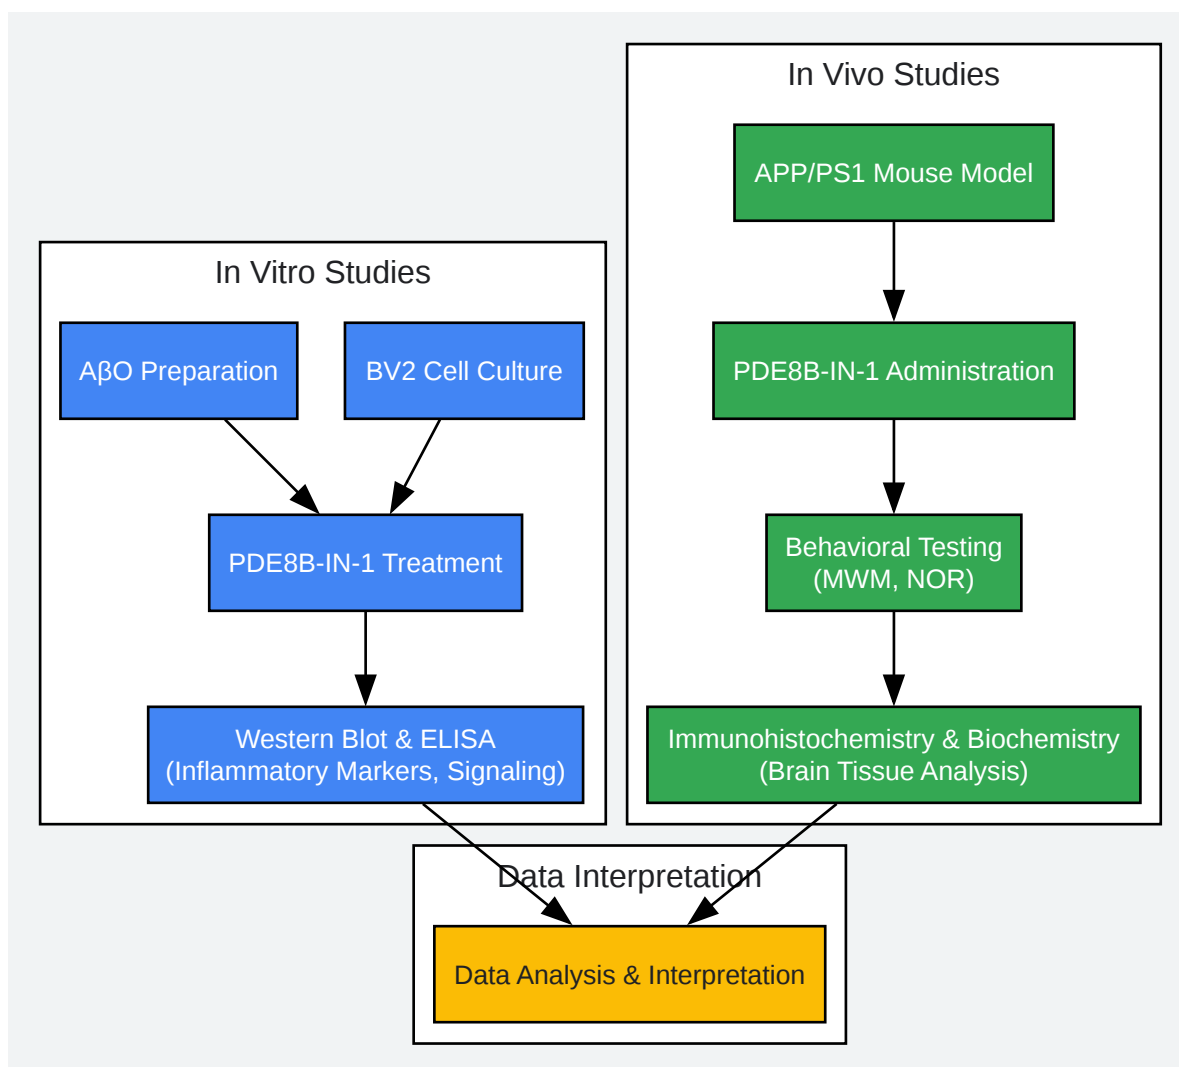 In Vivo Studies
APP/PS1 Mouse Model
PDE8B-IN-1 Administration
Behavioral Testing
(MWM, NOR)
Immunohistochemistry & Biochemistry
(Brain Tissue Analysis)
In Vitro Studies
AβO Preparation
BV2 Cell Culture
PDE8B-IN-1 Treatment
Western Blot & ELISA
(Inflammatory Markers, Signaling)
Data Interpretation
Data Analysis & Interpretation